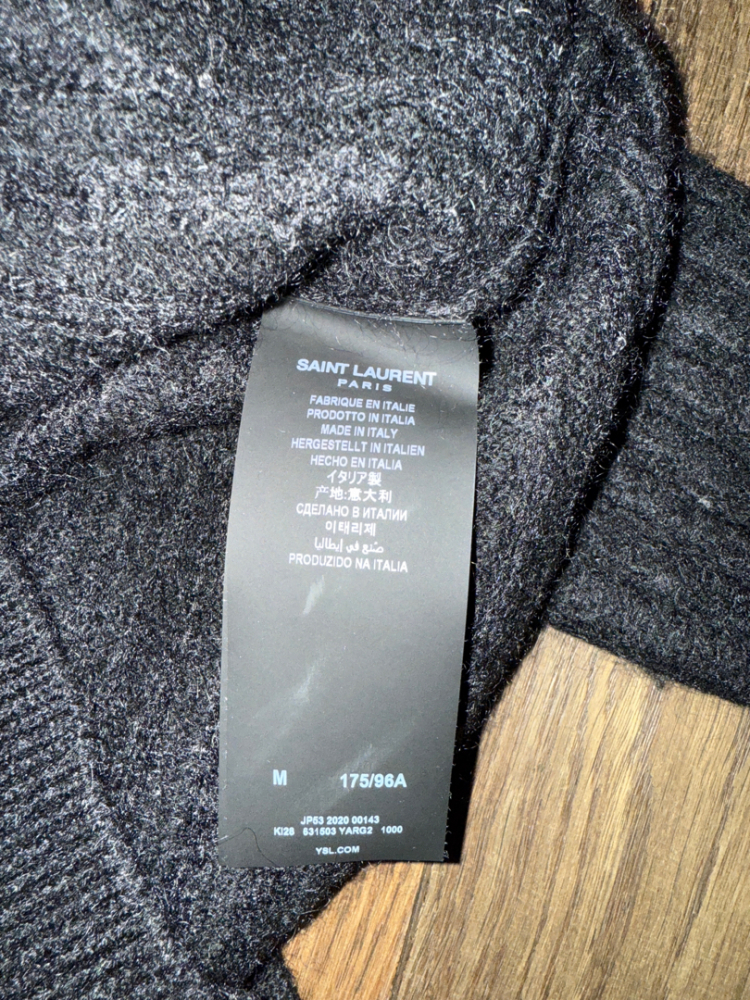 SAINT LAURENT
PARIS
FABRIQUE EN ITALIE
PRODOTTO IN ITALIA
MADE IN ITALY
HERGESTELLT IN ITALIEN
HECHO EN ITALIA
イタリア製
产地:意大利
СДЕЛАНО В ИТАЛИИ
이태리제
صنع في إيطاليا
PRODUZIDO NA ITALIA
M 175/96A
JP53 2020 00143
KI28 631503 YARG2 1000
YSL.COM